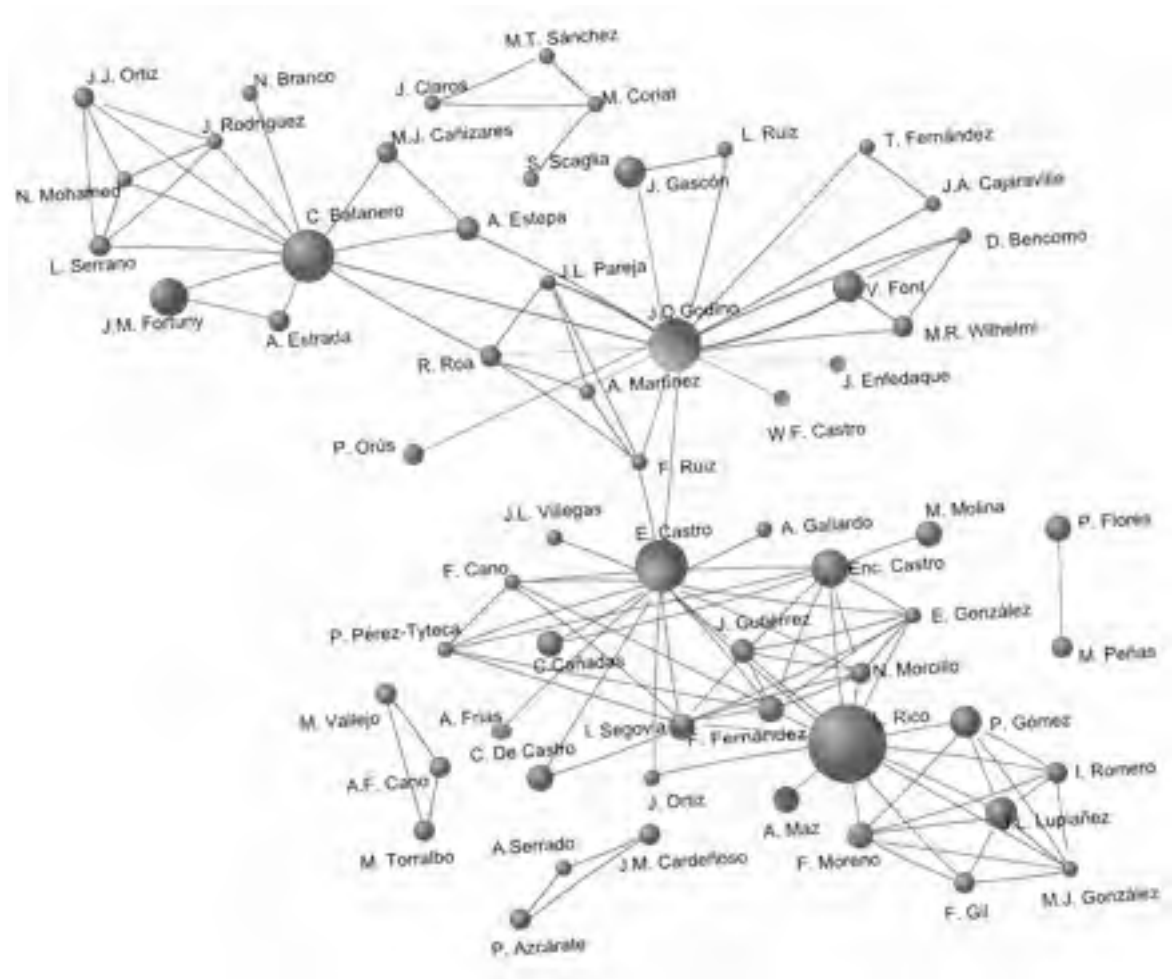 M.T. Sánchez
J.J. Ortiz
N. Branco
J. Claros
M. Coriat
J. Rodríguez
M.J. Cañizares
L. Ruiz
T. Fernández
S. Scaglia
J. Gascón
J.A. Cajaraville
N. Mohamed
C. Batanero
A. Estepa
D. Bencomo
L. Serrano
J.L. Pareja
V. Font
J.D.Godino
J.M. Fortuny
A. Estrada
M.R. Wilhelmi
R. Roa
A. Martínez
J. Enfedaque
P. Orús
W.F. Castro
F. Ruiz
J.L. Villegas
E. Castro
A. Gallardo
M. Molina
P. Flores
F. Cano
Enc. Castro
P. Pérez-Tyteca
J. Gutiérrez
E. González
C.Cañadas
N. Morcillo
M. Peñas
M. Vallejo
A. Frías
I. Segovia
F. Fernández
L. Rico
P. Gómez
C. De Castro
A.F. Cano
J. Ortiz
I. Romero
A. Maz
J.L. Lupiañez
M. Torralbo
A.Serrado
J.M. Cardeñoso
F. Moreno
M.J. González
F. Gil
P. Azcárate